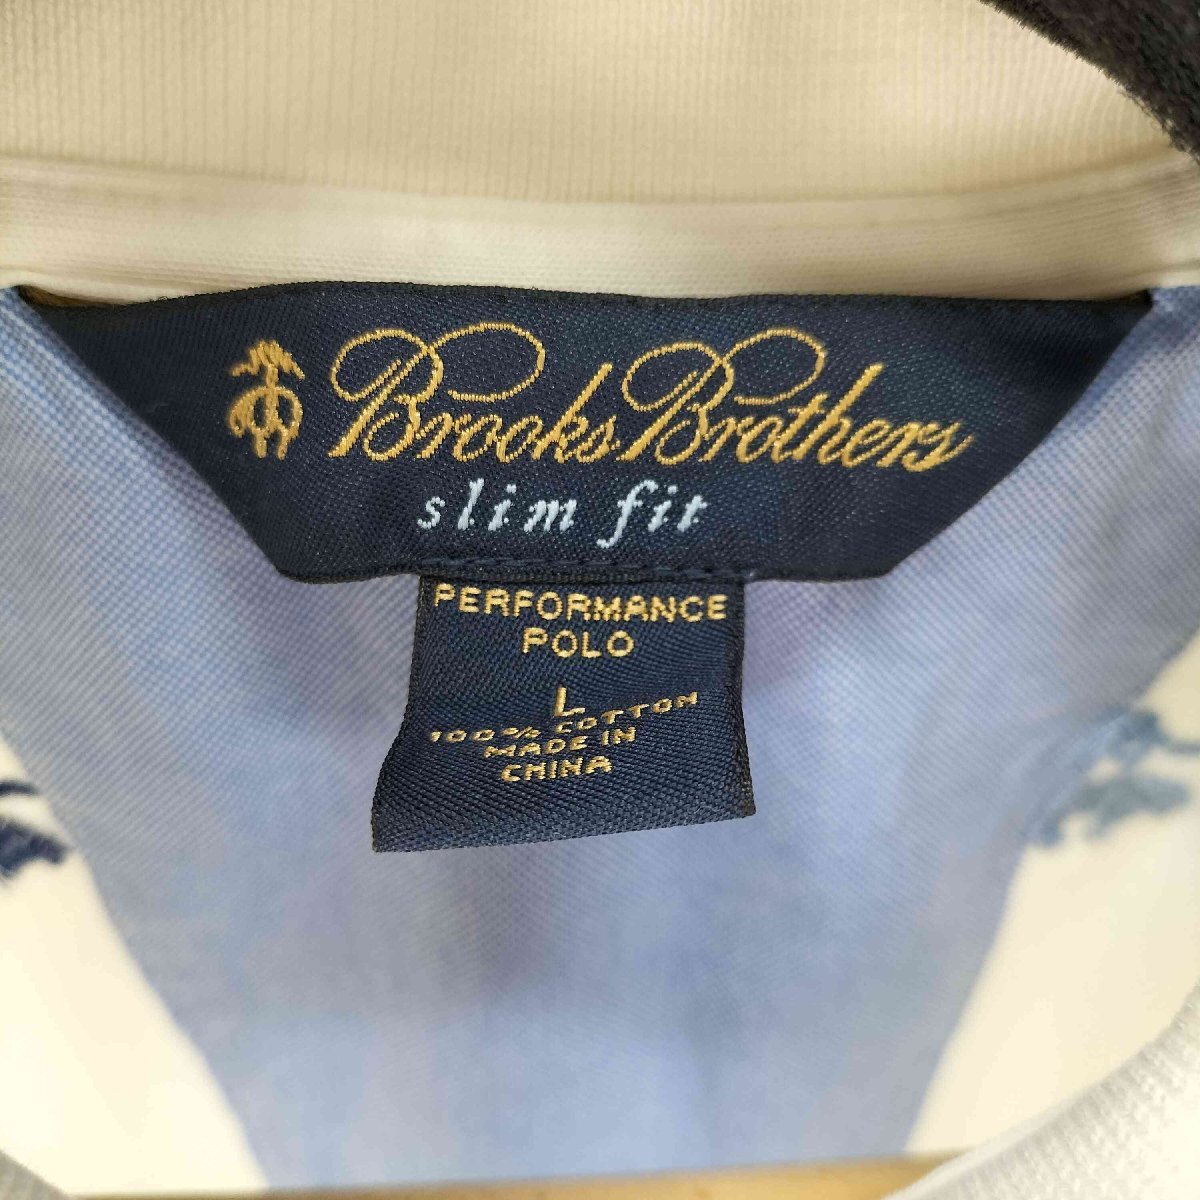 Brooks Brothers
slim fit
PERFORMANCE
POLO
L
100% COTTON
MADE IN
CHINA